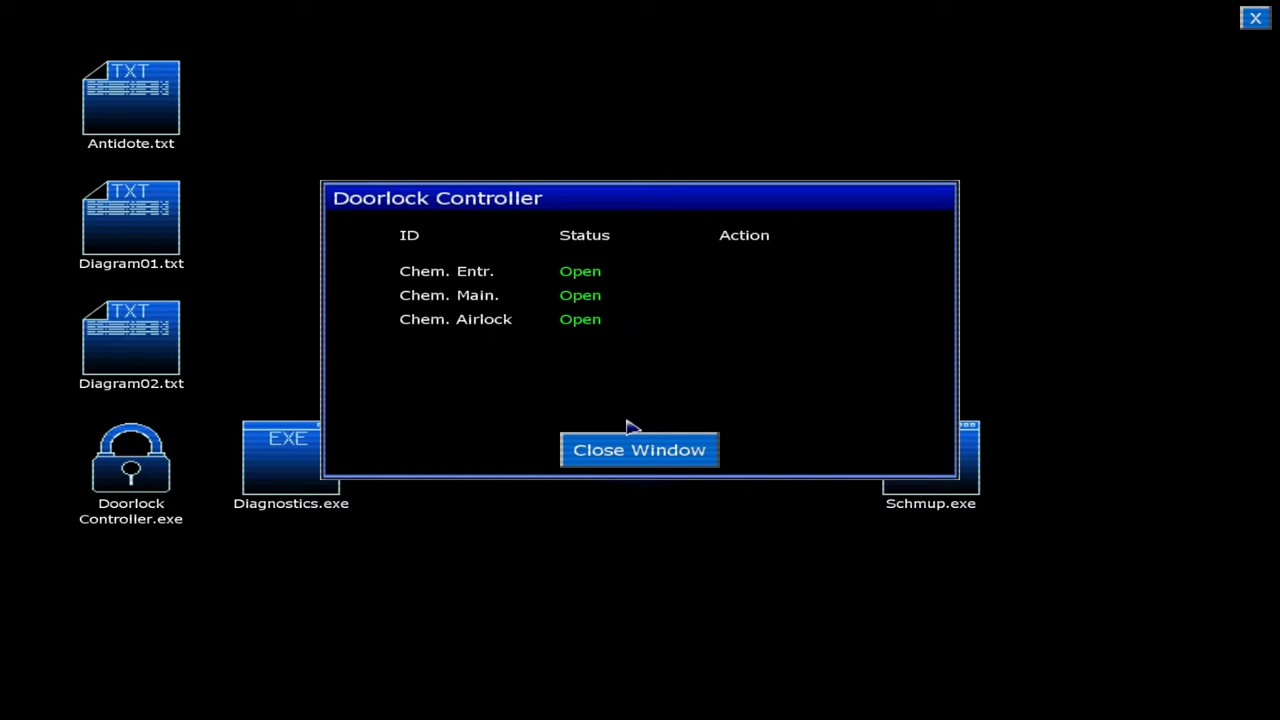 X
TXT
Antidote.txt
TXT
Diagram01.txt
TXT
Diagram02.txt
Doorlock Controller
ID Status Action
Chem. Entr. Open
Chem. Main. Open
Chem. Airlock Open
Close Window
Doorlock
Controller.exe
EXE
Diagnostics.exe
Schmup.exe